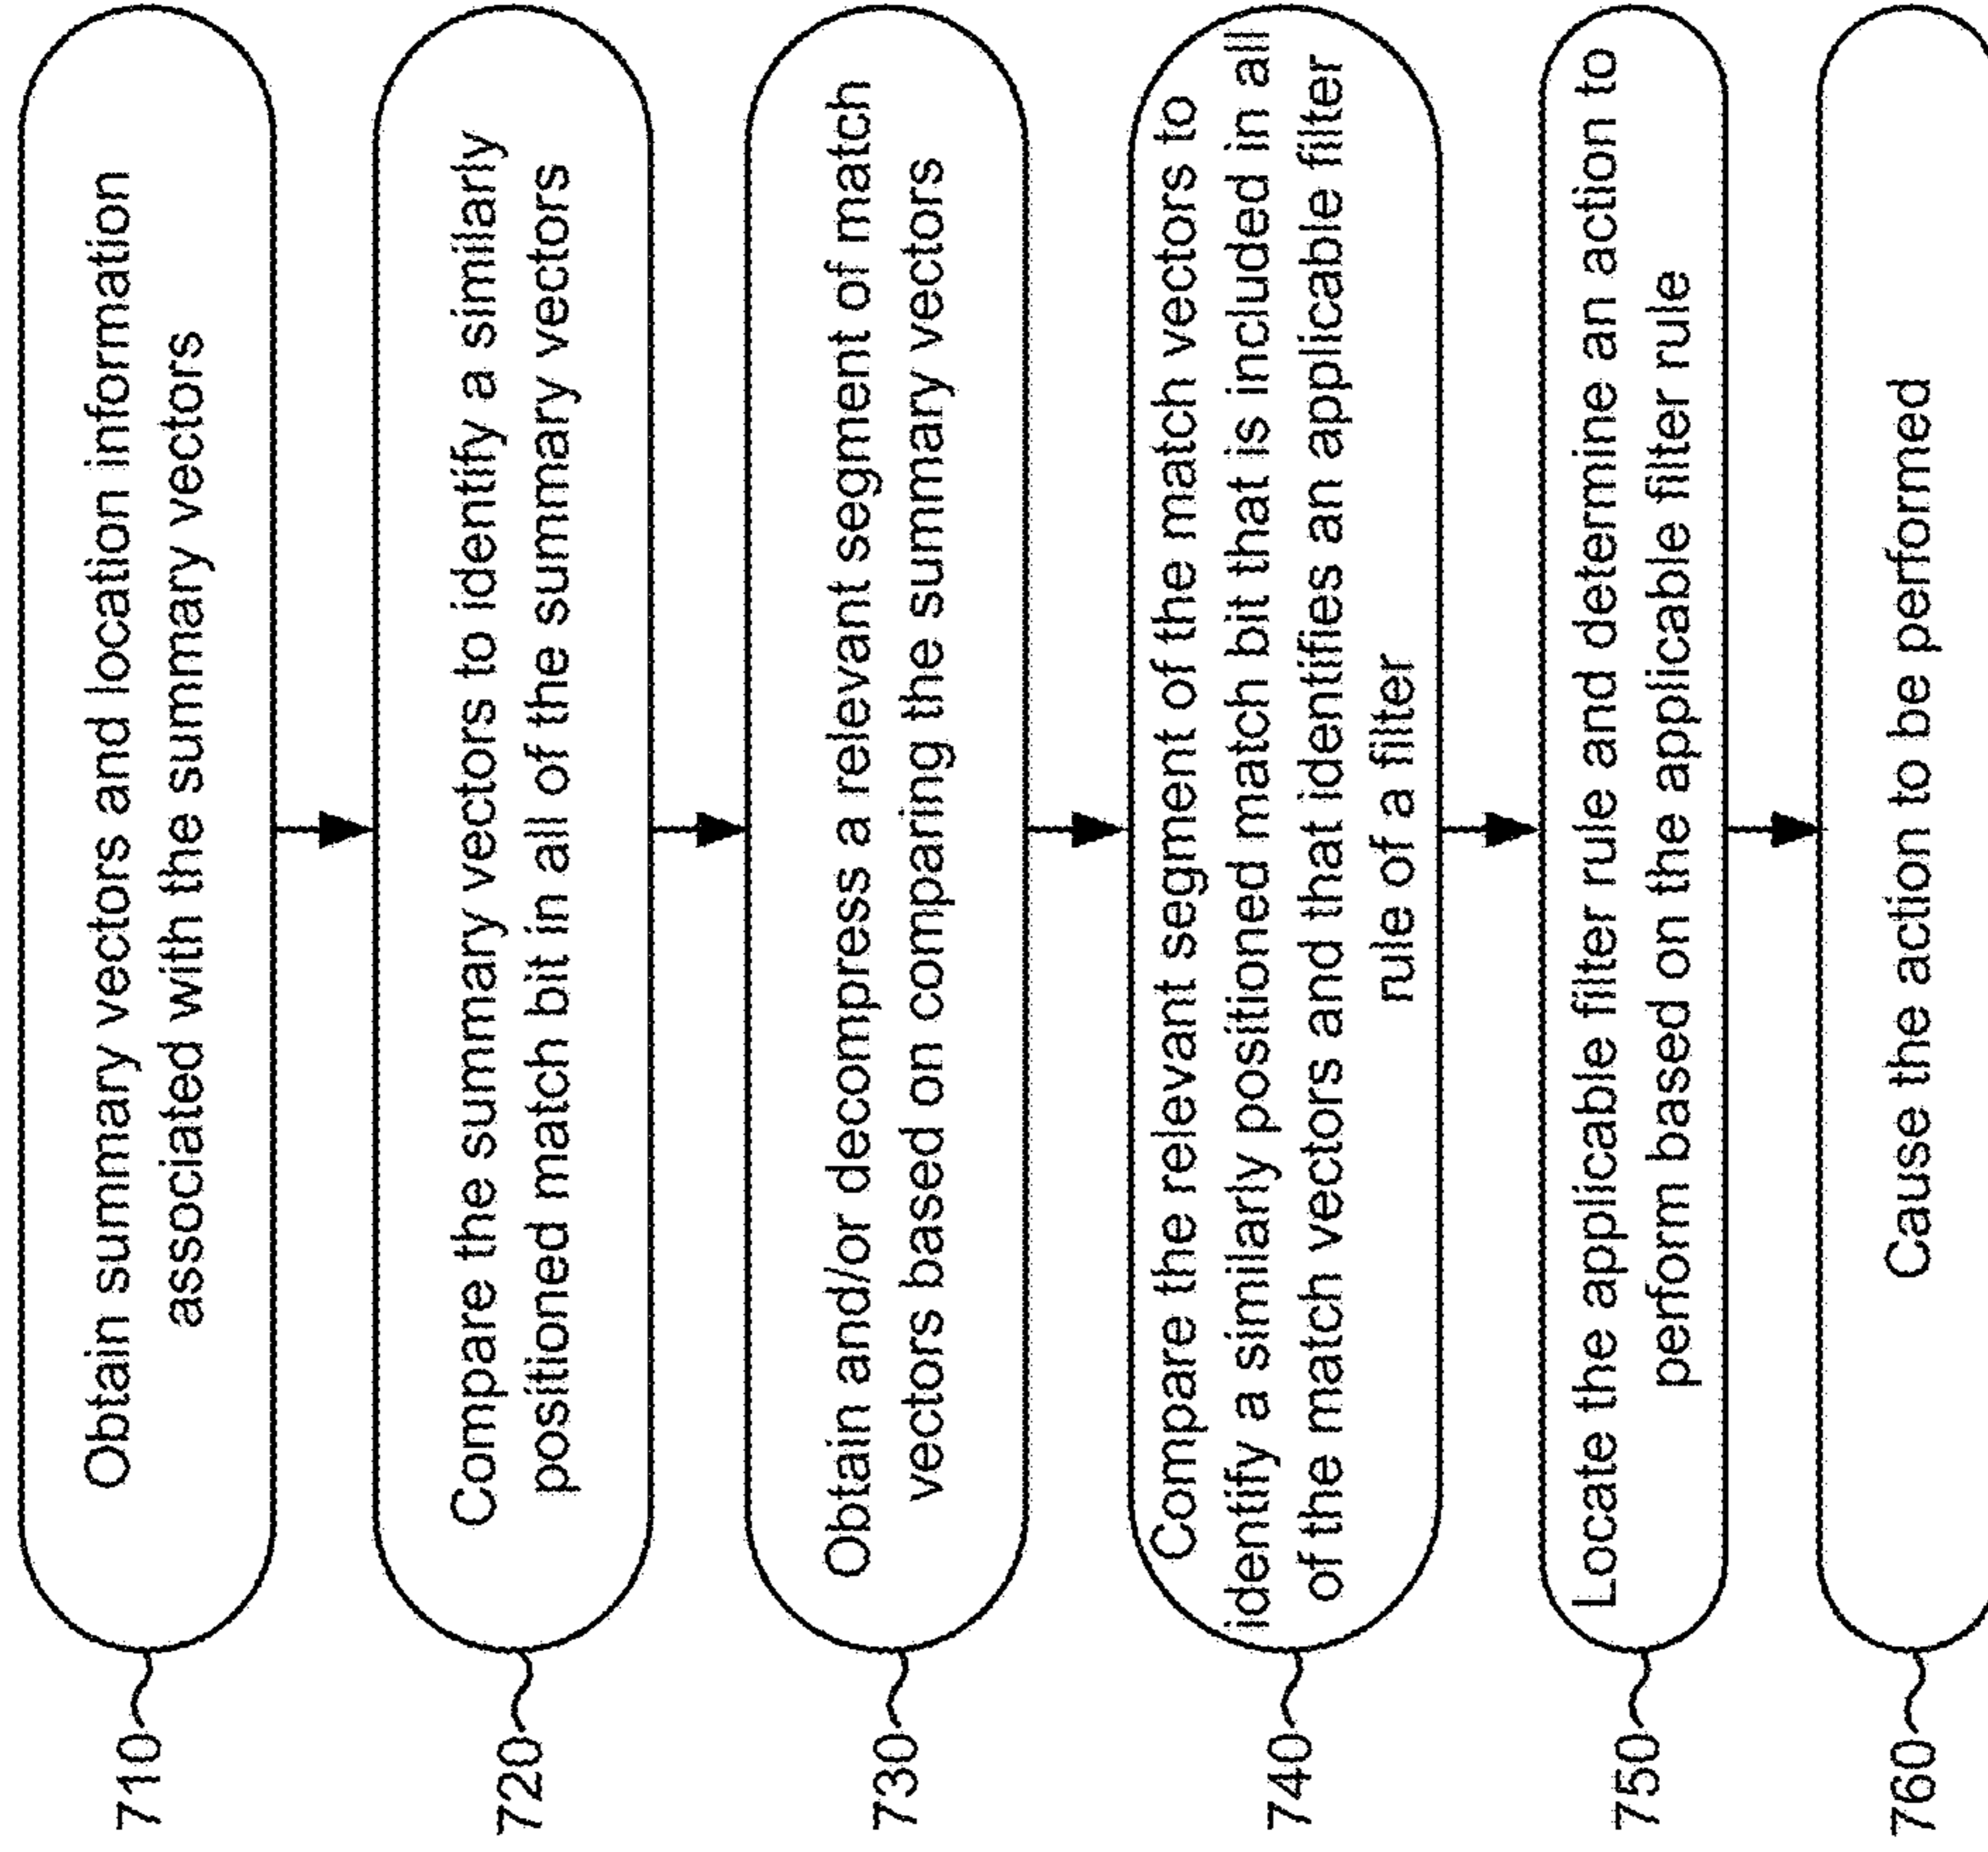 710
Obtain summary vectors and location information
associated with the summary vectors
720
Compare the summary vectors to identify a similarly
positioned match bit in all of the summary vectors
730
Obtain and/or decompress a relevant segment of match
vectors based on comparing the summary vectors
740
Compare the relevant segment of the match vectors to
identify a similarly positioned match bit that is included in all
of the match vectors and that identifies an applicable filter
rule of a filter
750
Locate the applicable filter rule and determine an action to
perform based on the applicable filter rule
760
Cause the action to be performed